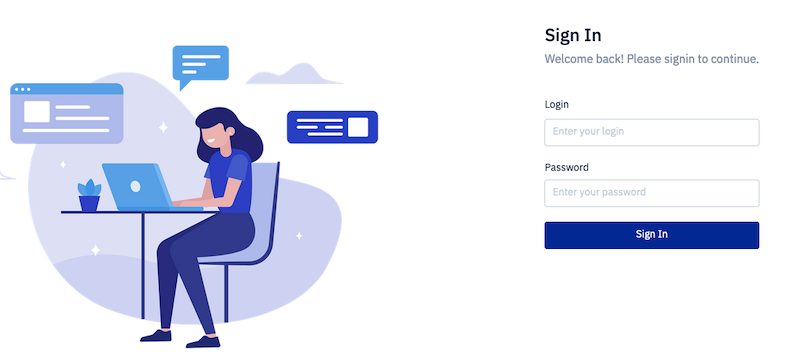 Sign In
Welcome back! Please signin to continue.
Login
Enter your login
Password
Enter your password
Sign In